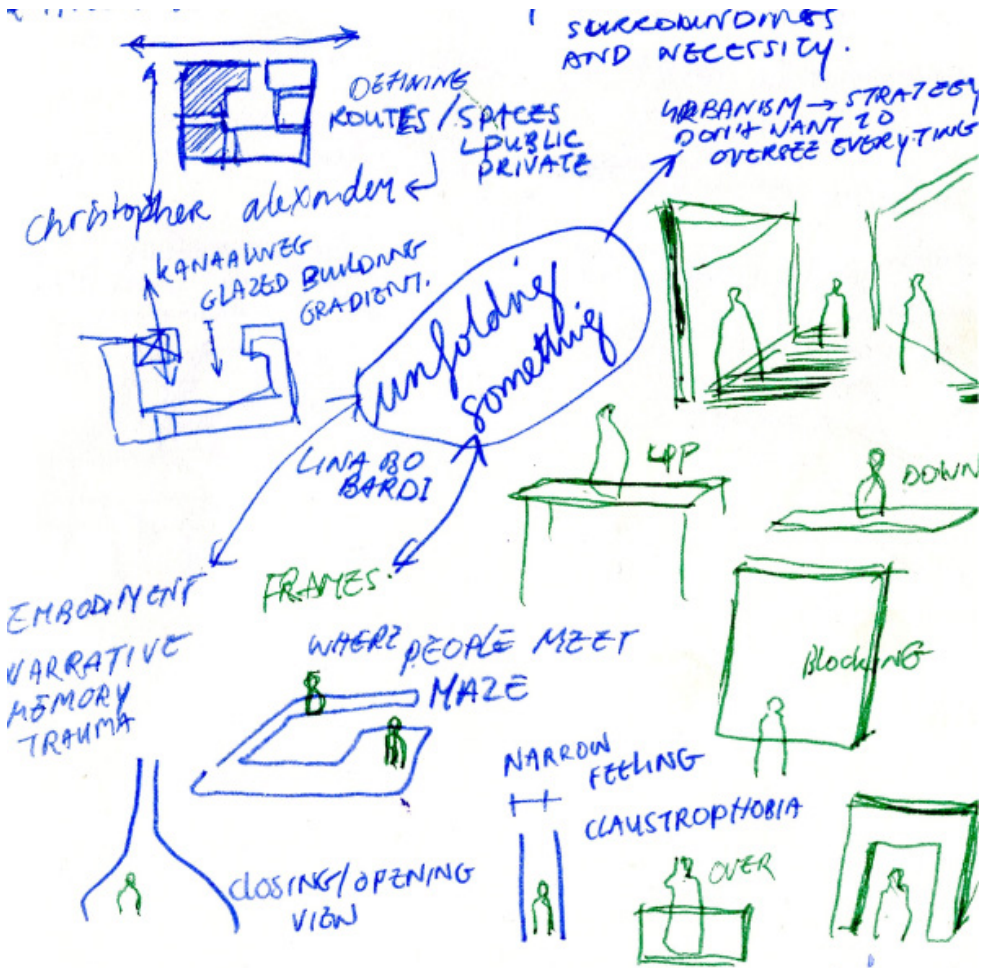 SURROUNDINGS
AND NECESSITY.
DEFINING
ROUTES / SPACES
PUBLIC
PRIVATE
URBANISM → STRATEGY
DON'T WANT TO
OVERSEE EVERYTING
christopher alexander
KANAALWEG
GLAZED BUILDING
GRADIENT.
unfolding
something
LINA BO
BARDI
UPP
DOWN
EMBODIMENT
FRAMES.
NARRATIVE
MEMORY
TRAUMA
WHERE PEOPLE MEET
MAZE
BlockING
NARROW
FEELING
CLAUSTROPHOBIA
CLOSING/OPENING
VIEW
OVER